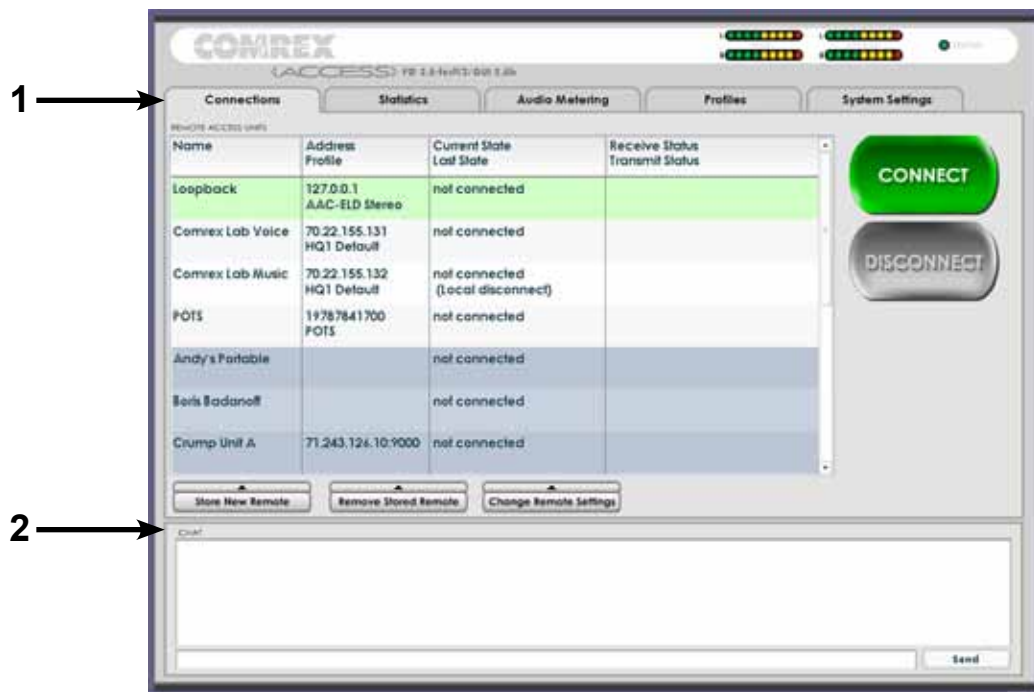 COMREX
(ACCESS)
1
Connections Statistics Audio Metering Profiles System Settings
REMOTE ACCESS UNITS
Name Address Current State Receive Status
Profile Last State Transmit Status
Loopback 127.0.0.1 not connected
AAC-ELD Stereo
CONNECT
Comrex Lab Voice 70.22.155.131 not connected
HQ1 Default
DISCONNECT
Comrex Lab Music 70.22.155.132 not connected
HQ1 Default (Local disconnect)
POTS 19787841700 not connected
POTS
Andy's Portable not connected
Boris Badanoff not connected
Crump Unit A 71.243.126.10:9000 not connected
Store New Remote Remove Stored Remote Change Remote Settings
2
CHAT
Send